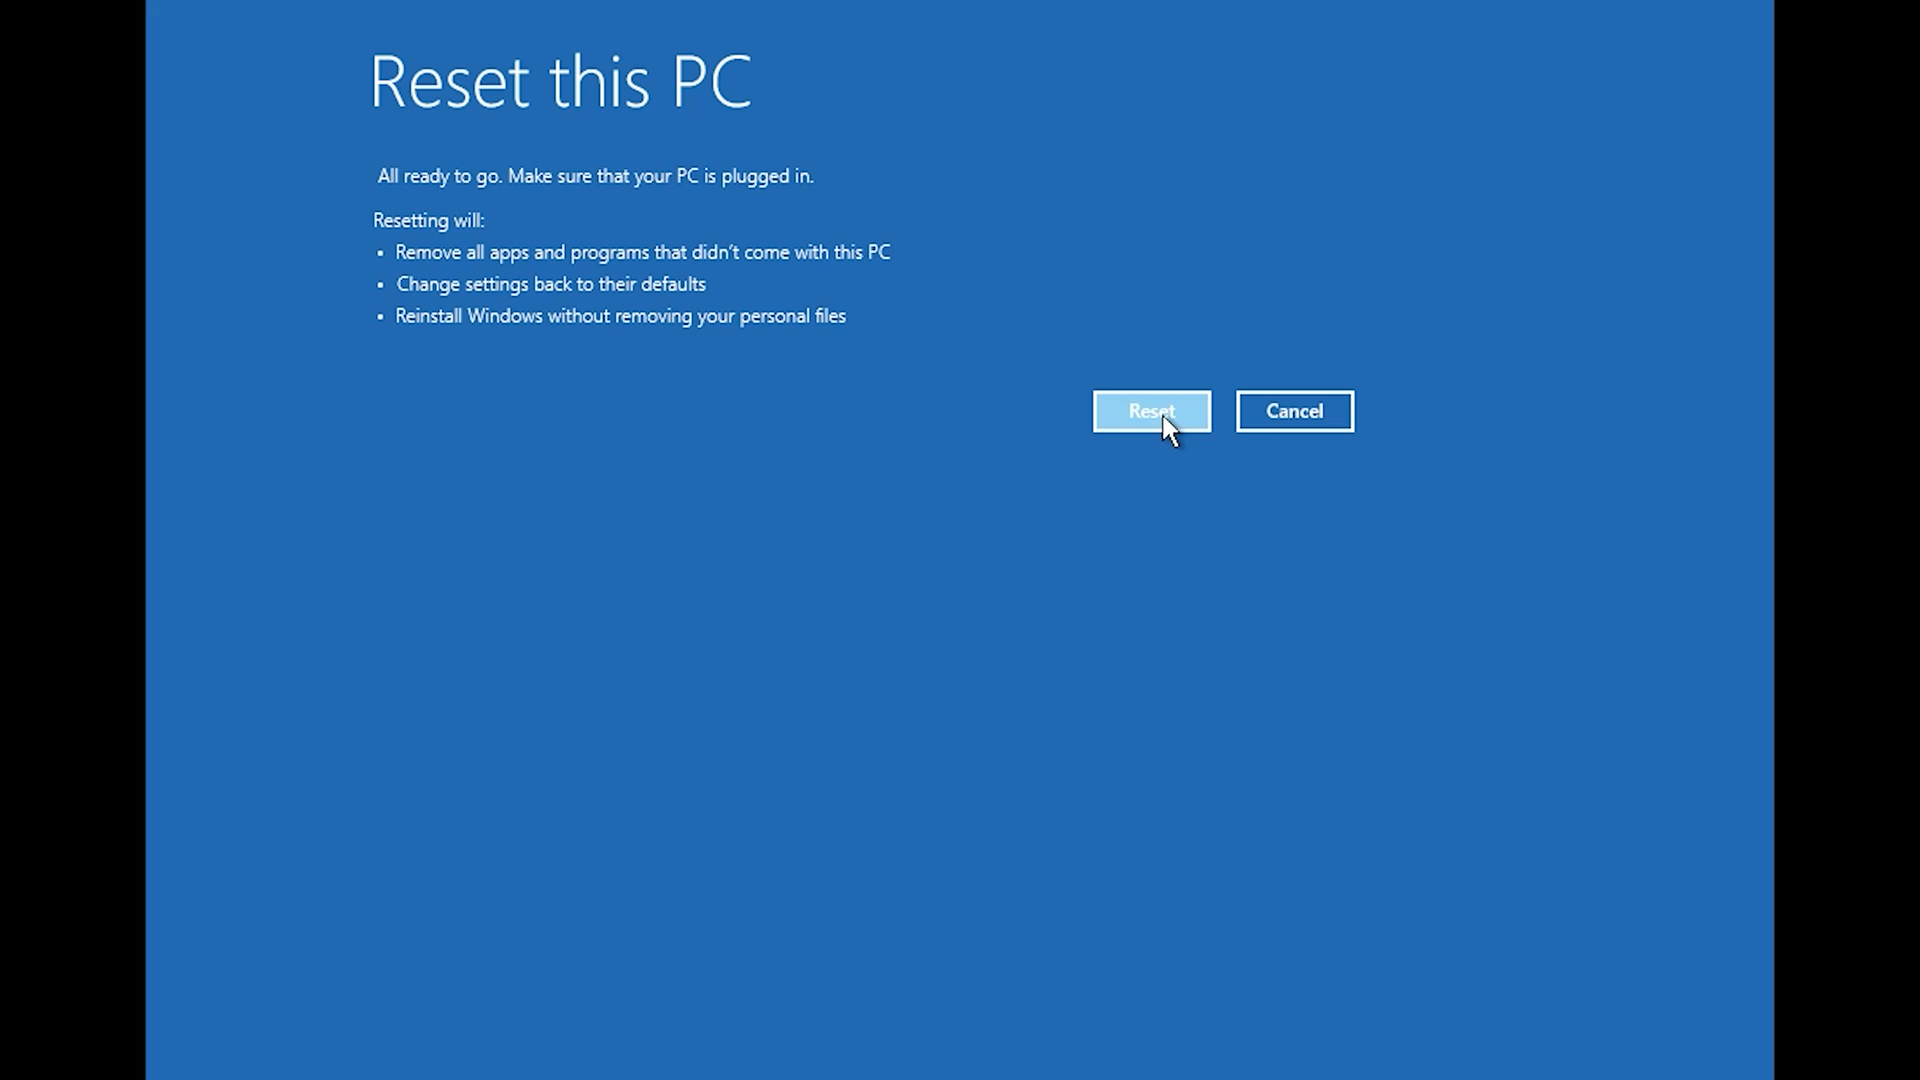 Reset this PC
All ready to go. Make sure that your PC is plugged in.
Resetting will:
• Remove all apps and programs that didn't come with this PC
• Change settings back to their defaults
• Reinstall Windows without removing your personal files
Reset Cancel